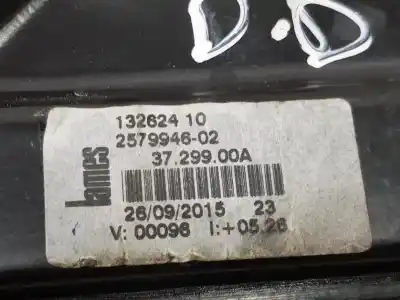 D.D
132624 10
2579946-02
37.299.00A
lames
26/09/2015 23
V: 00096 I:+05.26